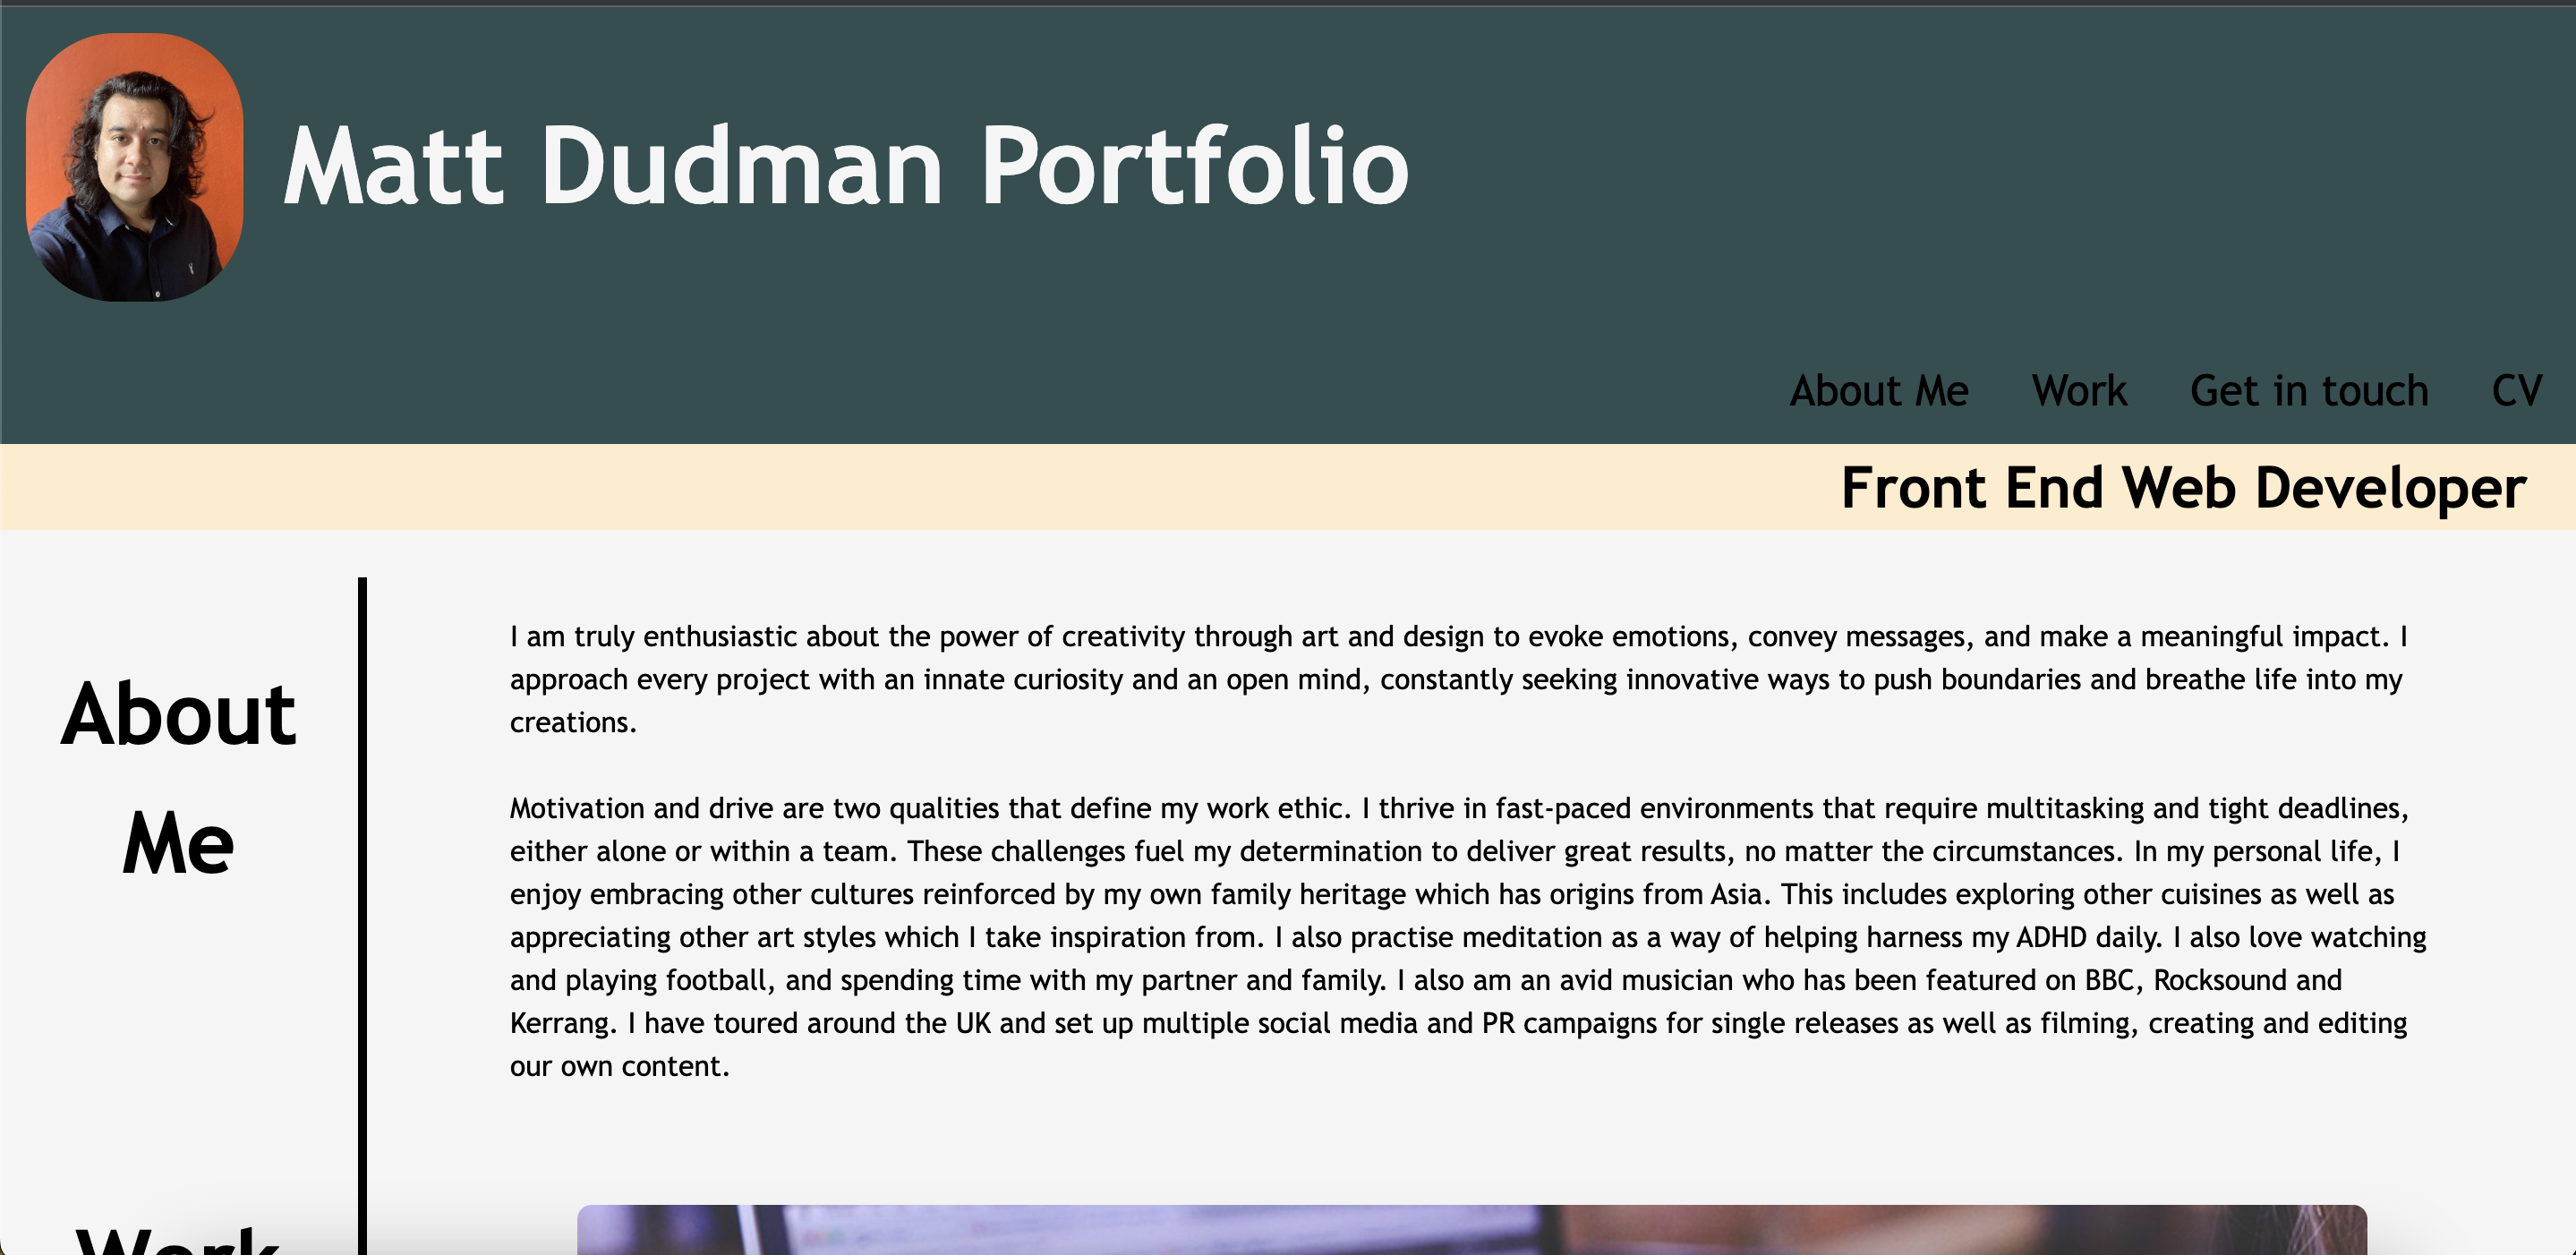 Matt Dudman Portfolio
About Me Work Get in touch CV
Front End Web Developer
About
Me
I am truly enthusiastic about the power of creativity through art and design to evoke emotions, convey messages, and make a meaningful impact. I
approach every project with an innate curiosity and an open mind, constantly seeking innovative ways to push boundaries and breathe life into my
creations.
Motivation and drive are two qualities that define my work ethic. I thrive in fast-paced environments that require multitasking and tight deadlines,
either alone or within a team. These challenges fuel my determination to deliver great results, no matter the circumstances. In my personal life, I
enjoy embracing other cultures reinforced by my own family heritage which has origins from Asia. This includes exploring other cuisines as well as
appreciating other art styles which I take inspiration from. I also practise meditation as a way of helping harness my ADHD daily. I also love watching
and playing football, and spending time with my partner and family. I also am an avid musician who has been featured on BBC, Rocksound and
Kerrang. I have toured around the UK and set up multiple social media and PR campaigns for single releases as well as filming, creating and editing
our own content.
Work